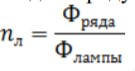 n_л = Ф_ряда / Ф_лампы